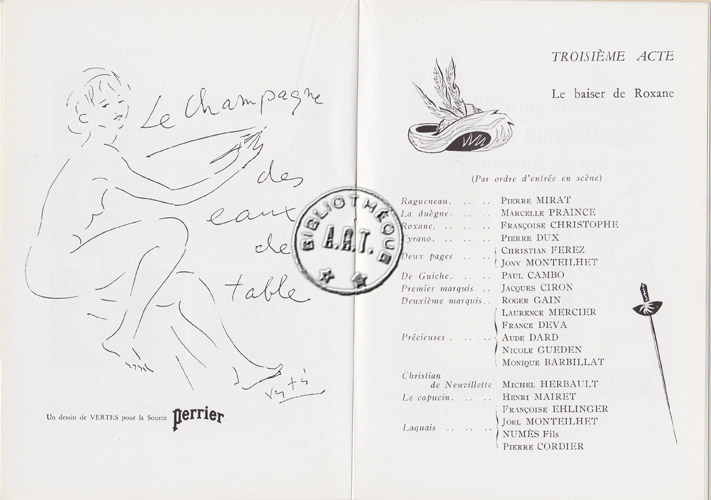 Le Champagne
des
eaux
de
table
Vertès
Un dessin de VERTES pour la Source perrier
BIBLIOTHÈQUE
A.R.T.
TROISIÈME ACTE
Le baiser de Roxane
(Par ordre d'entrée en scène)
Ragueneau. . . . . PIERRE MIRAT
La duègne. . . . . MARCELLE PRAINCE
Roxane. . . . . . FRANÇOISE CHRISTOPHE
Cyrano. . . . . . PIERRE DUX
Deux pages . . . . CHRISTIAN FEREZ
JONY MONTEILHET
De Guiche. . . . . PAUL CAMBO
Premier marquis . . JACQUES CIRON
Deuxième marquis. . ROGER GAIN
LAURENCE MERCIER
FRANCE DEVA
Précieuses . . . . AUDE DARD
NICOLE GUEDEN
MONIQUE BARBILLAT
Christian
de Neuvillette MICHEL HERBAULT
Le capucin. . . . . HENRI MAIRET
FRANÇOISE EHLINGER
Laquais . . . . . JOEL MONTEILHET
NUMÈS Fils
PIERRE CORDIER